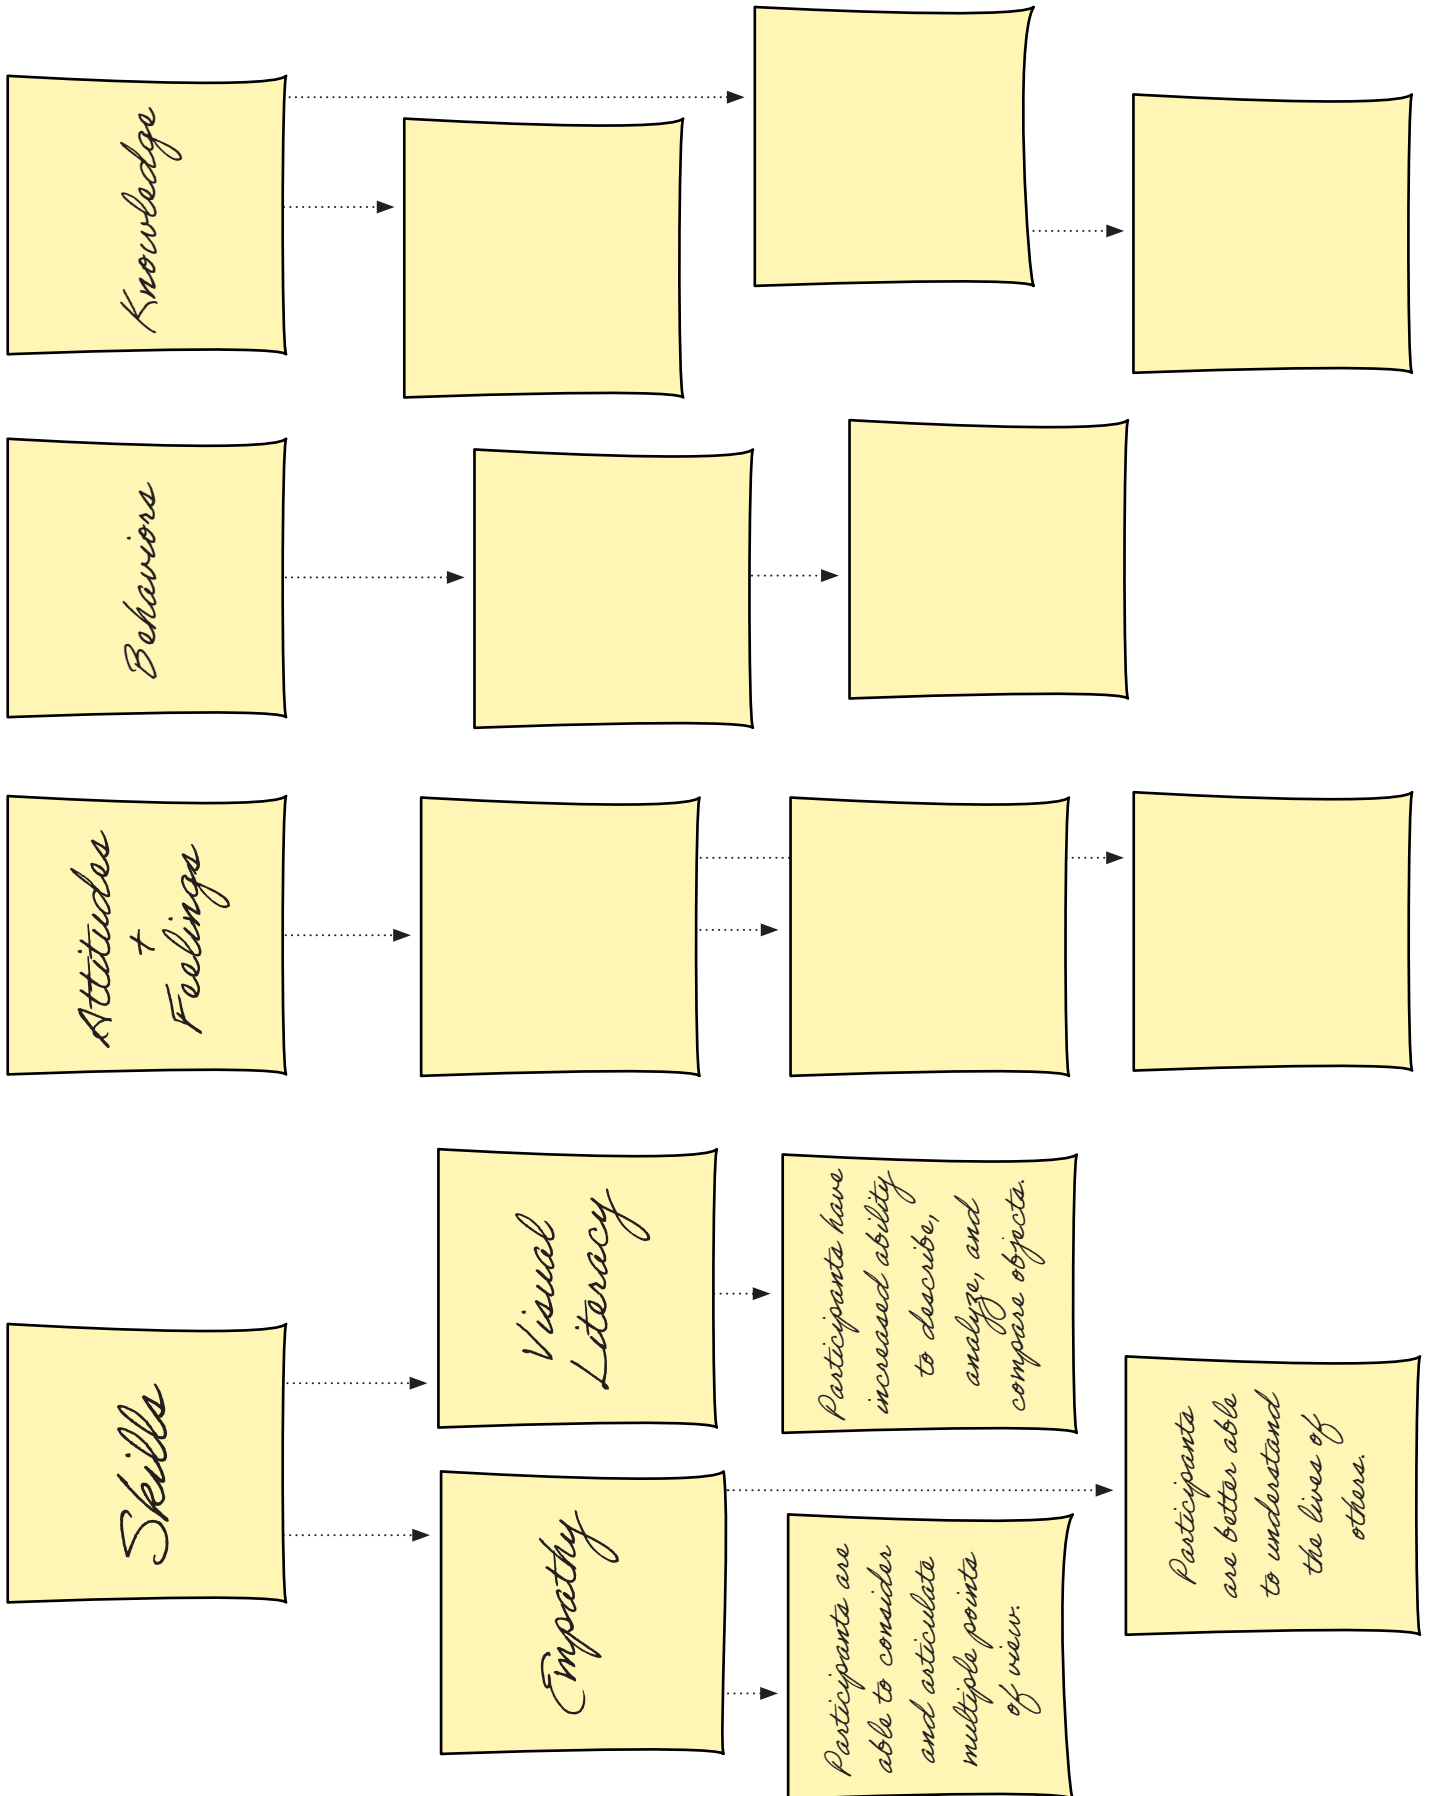 Skills
Attitudes
+
Feelings
Behaviors
Knowledge
Empathy
Visual
Literacy
Participants are
able to consider
and articulate
multiple points
of view.
Participants have
increased ability
to describe,
analyze, and
compare objects.
Participants
are better able
to understand
the lives of
others.